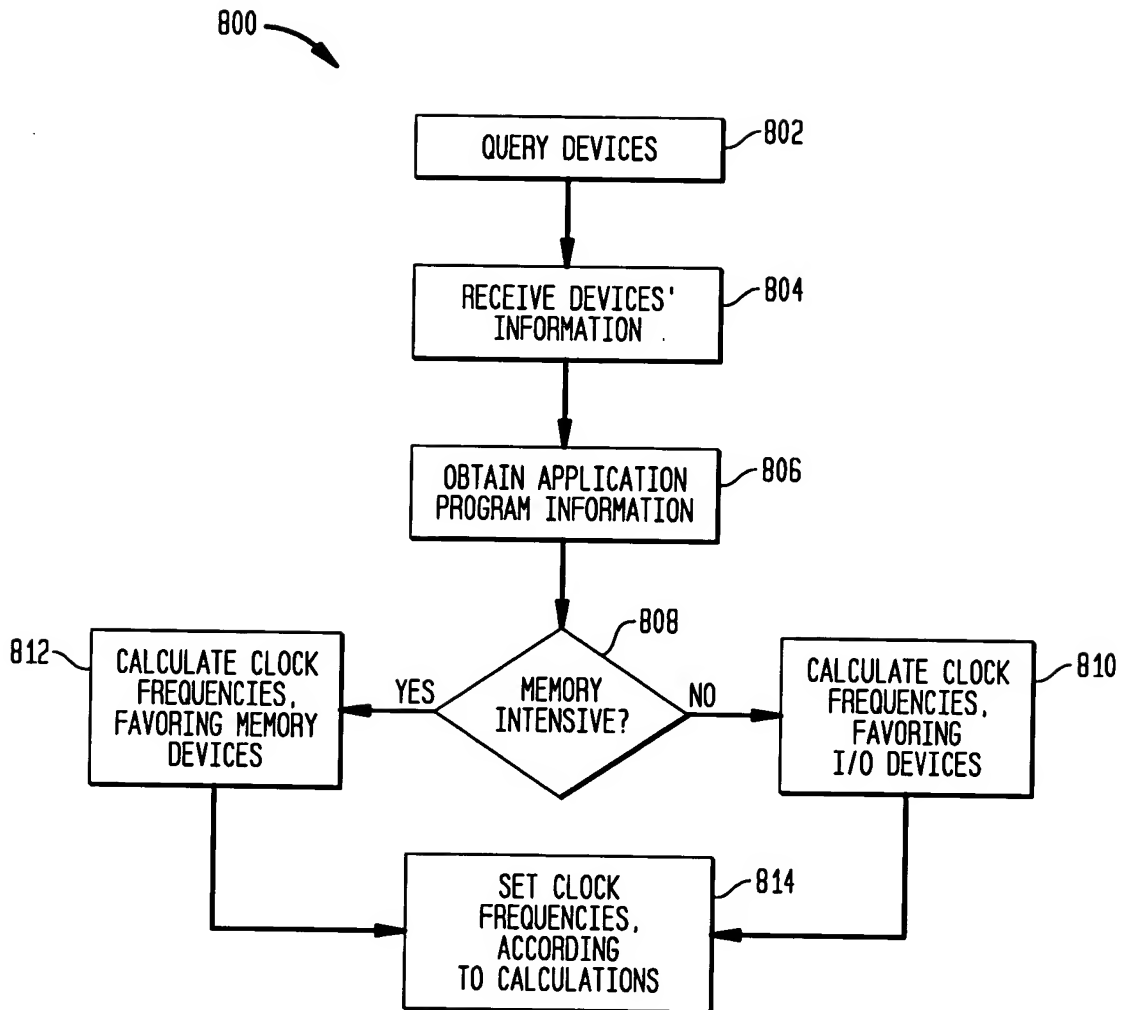 800
QUERY DEVICES
802
RECEIVE DEVICES'
INFORMATION
804
OBTAIN APPLICATION
PROGRAM INFORMATION
806
808
MEMORY
INTENSIVE?
YES
NO
812
CALCULATE CLOCK
FREQUENCIES,
FAVORING MEMORY
DEVICES
CALCULATE CLOCK
FREQUENCIES,
FAVORING
I/O DEVICES
810
SET CLOCK
FREQUENCIES,
ACCORDING
TO CALCULATIONS
814